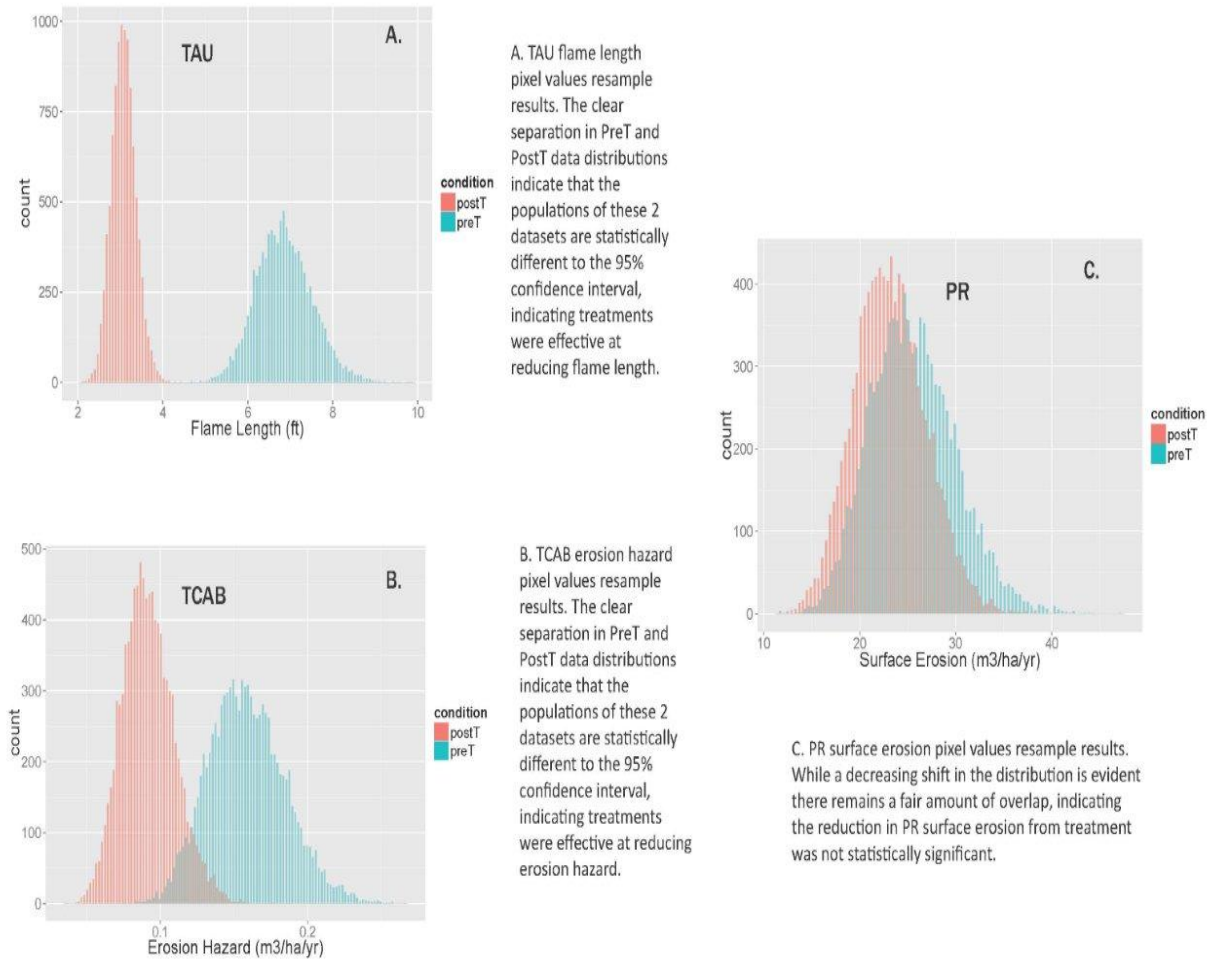 TAU
A.
1000
750
500
250
0
count
2
4
6
8
10
Flame Length (ft)
condition
postT
preT
A. TAU flame length
pixel values resample
results. The clear
separation in PreT and
PostT data distributions
indicate that the
populations of these 2
datasets are statistically
different to the 95%
confidence interval,
indicating treatments
were effective at
reducing flame length.
PR
C.
400
300
200
100
0
count
10
20
30
40
Surface Erosion (m3/ha/yr)
condition
postT
preT
TCAB
B.
500
400
300
200
100
0
count
0.1
0.2
Erosion Hazard (m3/ha/yr)
condition
postT
preT
B. TCAB erosion hazard
pixel values resample
results. The clear
separation in PreT and
PostT data distributions
indicate that the
populations of these 2
datasets are statistically
different to the 95%
confidence interval,
indicating treatments
were effective at reducing
erosion hazard.
C. PR surface erosion pixel values resample results.
While a decreasing shift in the distribution is evident
there remains a fair amount of overlap, indicating
the reduction in PR surface erosion from treatment
was not statistically significant.